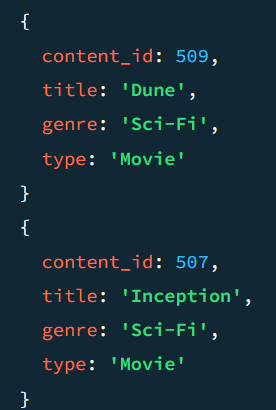 {
content_id: 509,
title: 'Dune',
genre: 'Sci-Fi',
type: 'Movie'
}
{
content_id: 507,
title: 'Inception',
genre: 'Sci-Fi',
type: 'Movie'
}